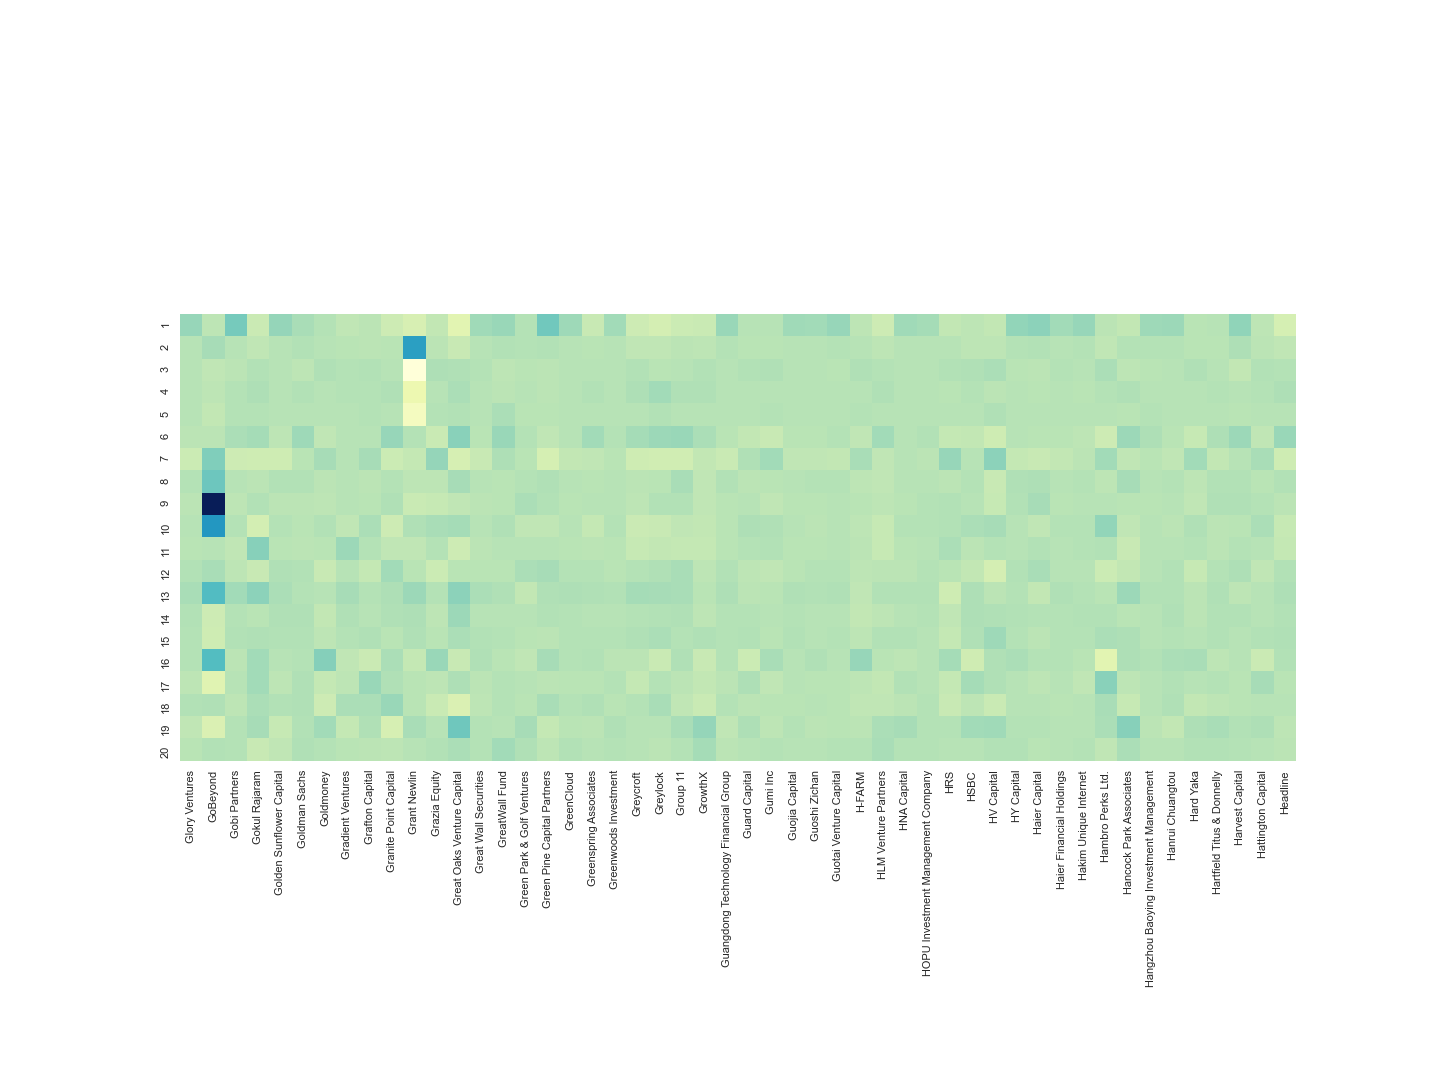 1
2
3
4
5
6
7
8
9
10
11
12
13
14
15
16
17
18
19
20
Glory Ventures
GoBeyond
Gobi Partners
Gokul Rajaram
Golden Sunflower Capital
Goldman Sachs
Goldmoney
Gradient Ventures
Grafton Capital
Granite Point Capital
Grant Newlin
Grazia Equity
Great Oaks Venture Capital
Great Wall Securities
GreatWall Fund
Green Park & Golf Ventures
Green Pine Capital Partners
GreenCloud
Greenspring Associates
Greenwoods Investment
Greycroft
Greylock
Group 11
GrowthX
Guangdong Technology Financial Group
Guard Capital
Gumi Inc
Guojia Capital
Guoshi Zichan
Guotai Venture Capital
H-FARM
HLM Venture Partners
HNA Capital
HOPU Investment Management Company
HRS
HSBC
HV Capital
HY Capital
Haier Capital
Haier Financial Holdings
Hakim Unique Internet
Hambro Perks Ltd.
Hancock Park Associates
Hangzhou Baoying Investment Management
Hanrui Chuangtou
Hard Yaka
Hartfield Titus & Donnelly
Harvest Capital
Hattington Capital
Headline